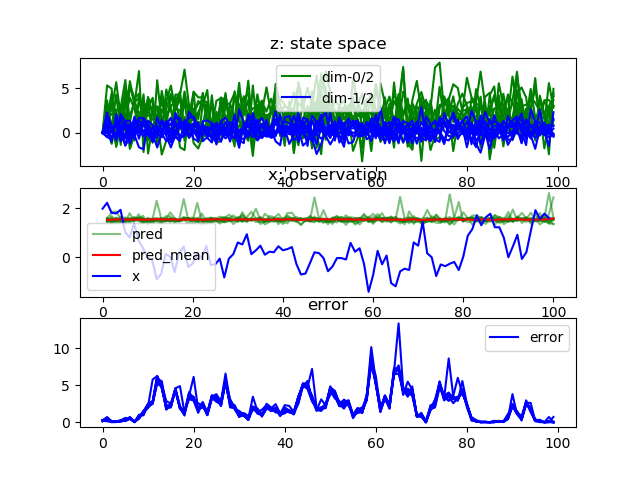 z: state space
5
0
dim-0/2
dim-1/2
0 20 40 60 80 100
x: observation
2
0
pred
pred_mean
x
0 20 40 60 80 100
error
10
5
0
error
0 20 40 60 80 100